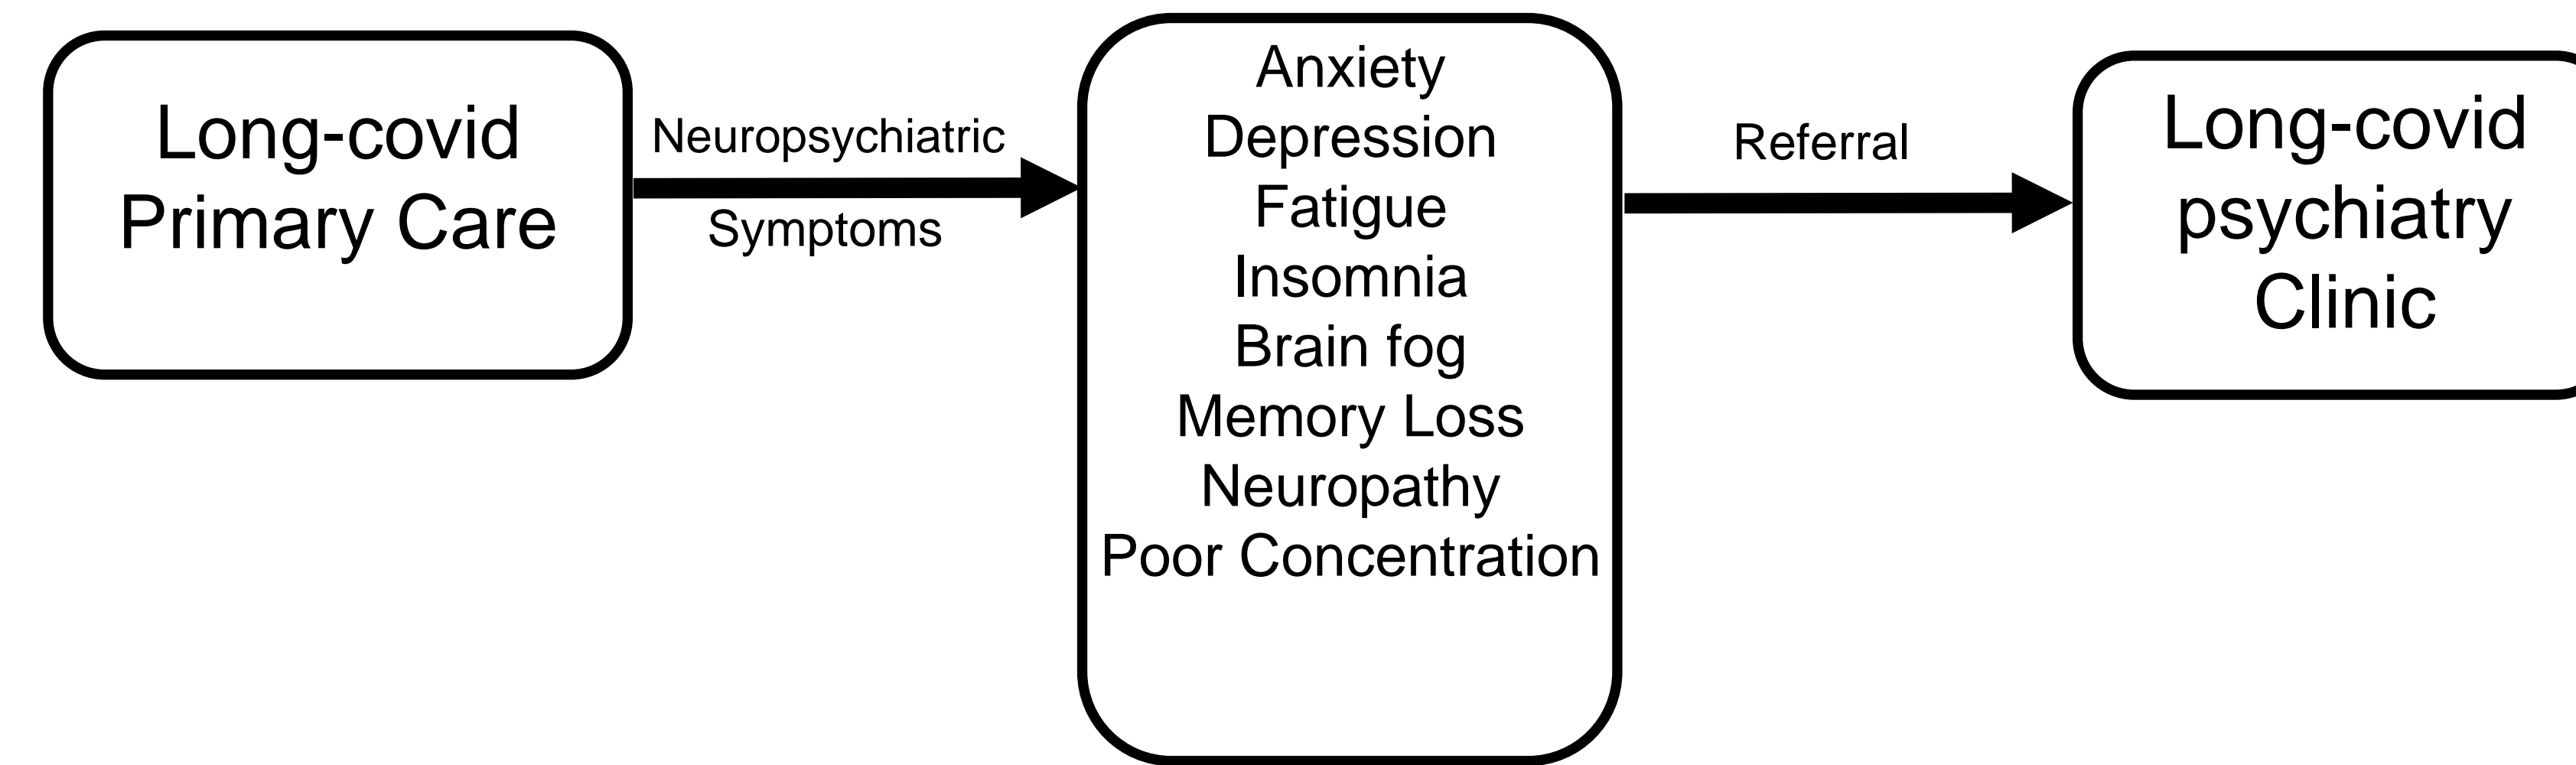 Long-covid
Primary Care
Neuropsychiatric
Symptoms
Anxiety
Depression
Fatigue
Insomnia
Brain fog
Memory Loss
Neuropathy
Poor Concentration
Referral
Long-covid
psychiatry
Clinic